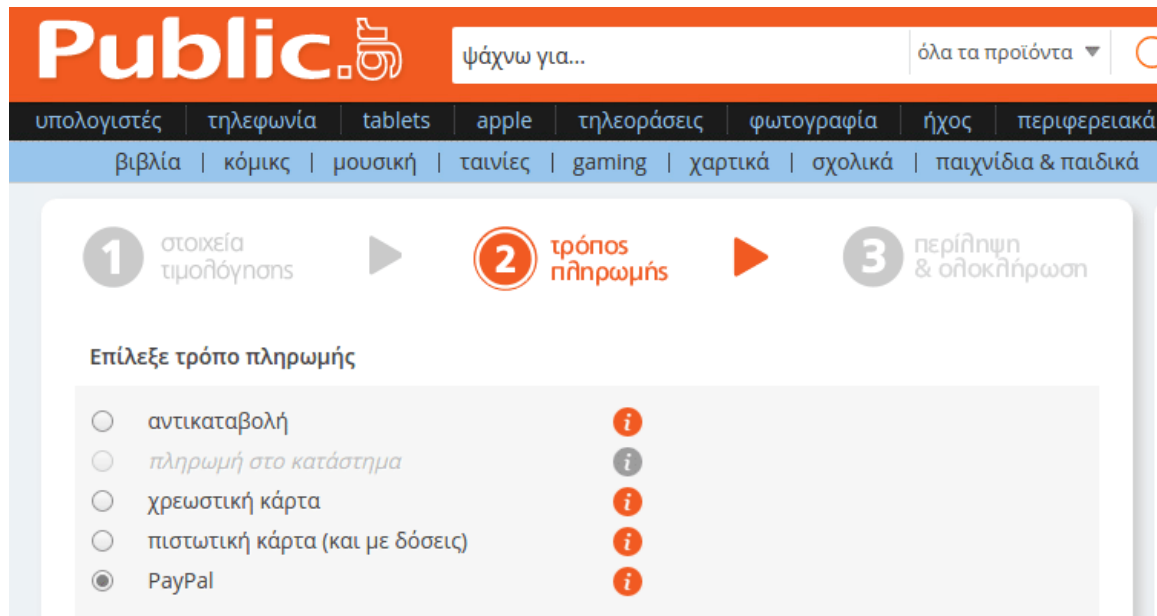 Public.gr
ψάχνω για...
όλα τα προϊόντα
υπολογιστές | τηλεφωνία | tablets | apple | τηλεοράσεις | φωτογραφία | ήχος | περιφερειακά
βιβλία | κόμικς | μουσική | ταινίες | gaming | χαρτικά | σχολικά | παιχνίδια & παιδικά
1 στοιχεία
τιμολόγησης
2 τρόπος
πληρωμής
3 περίληψη
& ολοκλήρωση
Επίλεξε τρόπο πληρωμής
αντικαταβολή i
πληρωμή στο κατάστημα i
χρεωστική κάρτα i
πιστωτική κάρτα (και με δόσεις) i
PayPal i